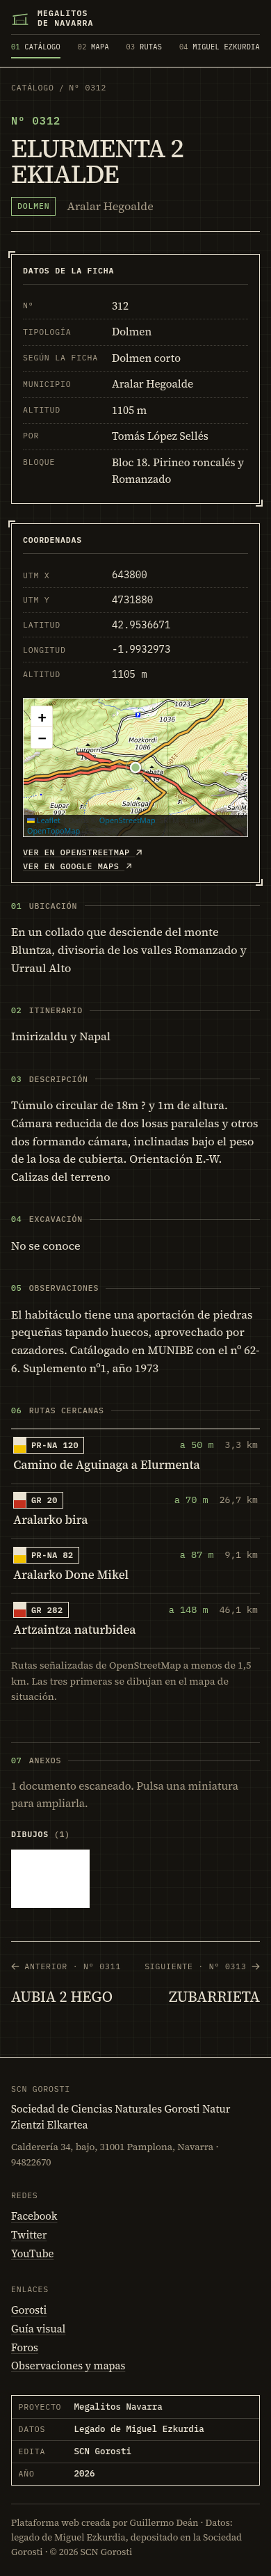 MEGALITOS
DE NAVARRA
01 CATÁLOGO 02 MAPA 03 RUTAS 04 MIGUEL EZKURDIA
CATÁLOGO / Nº 0312
Nº 0312
ELURMENTA 2
EKIALDE
DOLMEN Aralar Hegoalde
DATOS DE LA FICHA
Nº 312
TIPOLOGÍA Dolmen
SEGÚN LA FICHA Dolmen corto
MUNICIPIO Aralar Hegoalde
ALTITUD 1105 m
POR Tomás López Sellés
BLOQUE Bloc 18. Pirineo roncalés y
Romanzado
COORDENADAS
UTM X 643800
UTM Y 4731880
LATITUD 42.9536671
LONGITUD -1.9932973
ALTITUD 1105 m
+
−
1023
1036
Mozkordi
1086
Saldisga
Eupar
992
Leaflet OpenStreetMap
OpenTopoMap
VER EN OPENSTREETMAP ↗
VER EN GOOGLE MAPS ↗
01 UBICACIÓN
En un collado que desciende del monte
Bluntza, divisoria de los valles Romanzado y
Urraul Alto
02 ITINERARIO
Imirizaldu y Napal
03 DESCRIPCIÓN
Túmulo circular de 18m ? y 1m de altura.
Cámara reducida de dos losas paralelas y otros
dos formando cámara, inclinadas bajo el peso
de la losa de cubierta. Orientación E.-W.
Calizas del terreno
04 EXCAVACIÓN
No se conoce
05 OBSERVACIONES
El habitáculo tiene una aportación de piedras
pequeñas tapando huecos, aprovechado por
cazadores. Catálogado en MUNIBE con el nº 62-
6. Suplemento nº1, año 1973
06 RUTAS CERCANAS
PR-NA 120 a 50 m 3,3 km
Camino de Aguinaga a Elurmenta
GR 20 a 70 m 26,7 km
Aralarko bira
PR-NA 82 a 87 m 9,1 km
Aralarko Done Mikel
GR 282 a 148 m 46,1 km
Artzaintza naturbidea
Rutas señalizadas de OpenStreetMap a menos de 1,5
km. Las tres primeras se dibujan en el mapa de
situación.
07 ANEXOS
1 documento escaneado. Pulsa una miniatura
para ampliarla.
DIBUJOS (1)
← ANTERIOR · Nº 0311 SIGUIENTE · Nº 0313 →
AUBIA 2 HEGO ZUBARRIETA
SCN GOROSTI
Sociedad de Ciencias Naturales Gorosti Natur
Zientzi Elkartea
Calderería 34, bajo, 31001 Pamplona, Navarra ·
94822670
REDES
Facebook
Twitter
YouTube
ENLACES
Gorosti
Guía visual
Foros
Observaciones y mapas
PROYECTO Megalitos Navarra
DATOS Legado de Miguel Ezkurdia
EDITA SCN Gorosti
AÑO 2026
Plataforma web creada por Guillermo Deán · Datos:
legado de Miguel Ezkurdia, depositado en la Sociedad
Gorosti · © 2026 SCN Gorosti